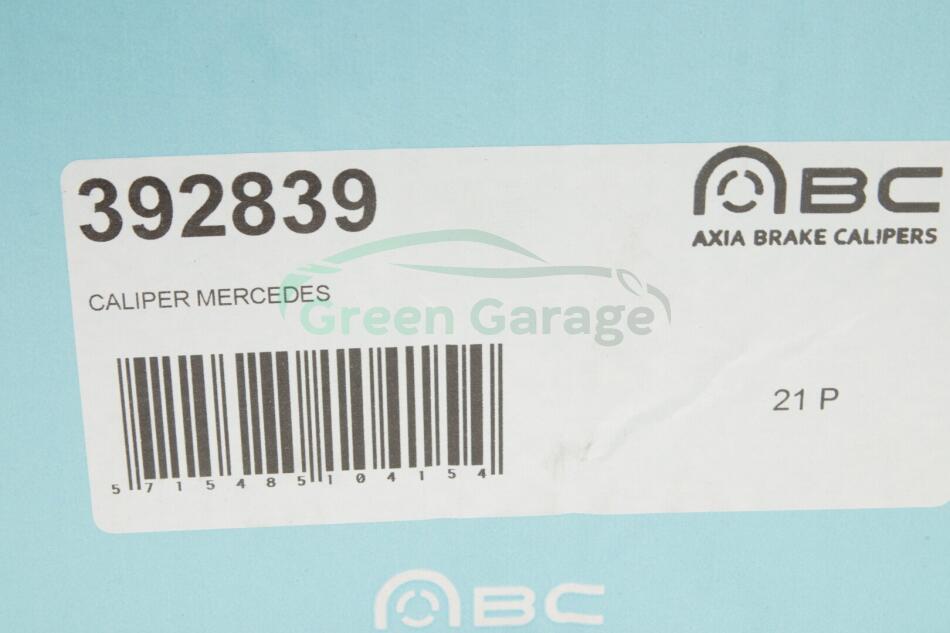 392839
ABC
AXIA BRAKE CALIPERS
CALIPER MERCEDES
Green Garage
21 P
5715485104154
ABC